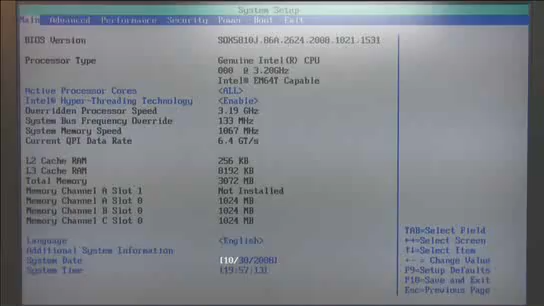 System Setup
Main Advanced Performance Security Power Boot Exit
BIOS Version SOX5810J.86A.2624.2008.1021.1531
Processor Type Genuine Intel(R) CPU
000 @ 3.20GHz
Intel® EM64T Capable
Active Processor Cores <ALL>
Intel® Hyper-Threading Technology <Enable>
Overridden Processor Speed 3.19 GHz
System Bus Frequency Override 133 MHz
System Memory Speed 1067 MHz
Current QPI Data Rate 6.4 GT/s
L2 Cache RAM 256 KB
L3 Cache RAM 8192 KB
Total Memory 3072 MB
Memory Channel A Slot 1 Not Installed
Memory Channel A Slot 0 1024 MB
Memory Channel B Slot 0 1024 MB
Memory Channel C Slot 0 1024 MB
Language <English>
Additional System Information
System Date [10/30/2008]
System Time [19:57:13]
TAB=Select Field
↔=Select Screen
↑↓=Select Item
+- > Change Value
F9=Setup Defaults
F10=Save and Exit
Esc=Previous Page